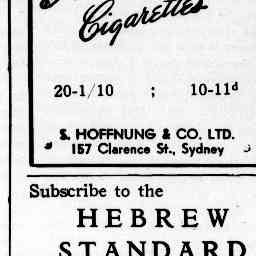 Cigarettes
20-1/10 ; 10-11d
S. HOFFNUNG & CO. LTD.
157 Clarence St., Sydney
Subscribe to the
HEBREW
STANDARD